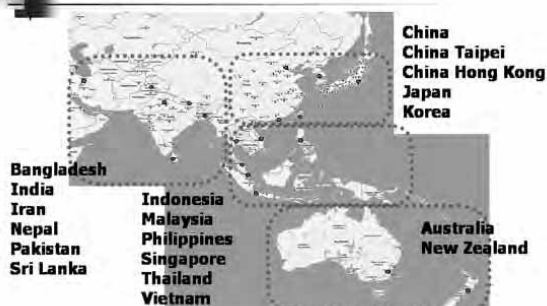 China
China Taipei
China Hong Kong
Japan
Korea
Bangladesh
India
Iran
Nepal
Pakistan
Sri Lanka
Indonesia
Malaysia
Philippines
Singapore
Thailand
Vietnam
Australia
New Zealand